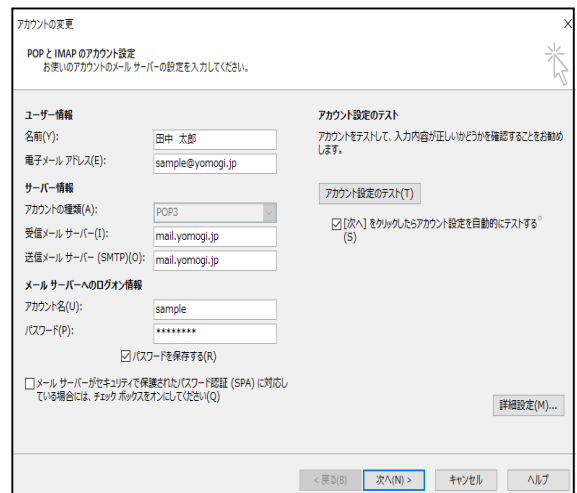 アカウントの変更
X
POP と IMAP のアカウント設定
お使いのアカウントのメール サーバーの設定を入力してください。
ユーザー情報
名前(Y):
田中 太郎
電子メール アドレス(E):
sample@yomogi.jp
サーバー情報
アカウントの種類(A):
POP3
受信メール サーバー(I):
mail.yomogi.jp
送信メール サーバー (SMTP)(O):
mail.yomogi.jp
メール サーバーへのログオン情報
アカウント名(U):
sample
パスワード(P):
********
パスワードを保存する(R)
メール サーバーがセキュリティで保護されたパスワード認証 (SPA) に対応し
ている場合には、チェック ボックスをオンにしてください(Q)
アカウント設定のテスト
アカウントをテストして、入力内容が正しいかどうかを確認することをお勧め
します。
アカウント設定のテスト(T)
[次へ] をクリックしたらアカウント設定を自動的にテストする
(S)
詳細設定(M)...
< 戻る(B)
次へ(N) >
キャンセル
ヘルプ